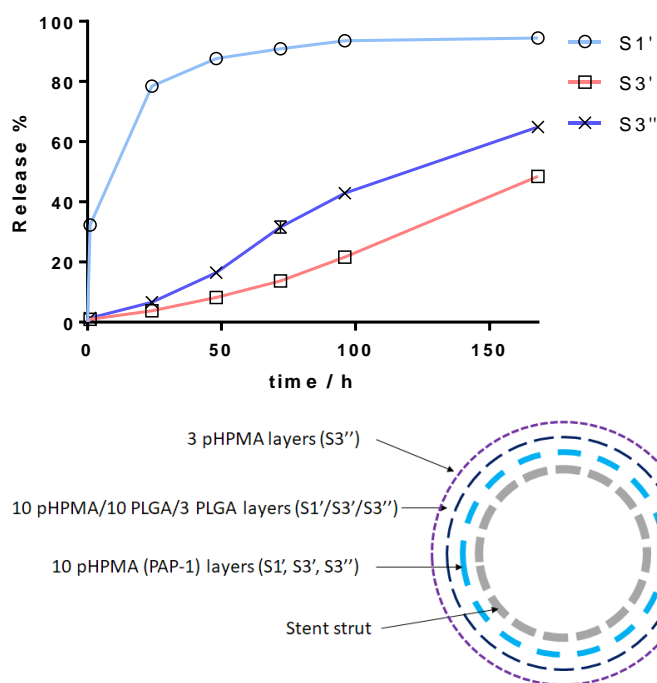 100
80
60
40
20
0
Release %
0
50
100
150
time / h
S1'
S3'
S3"
3 pHPMA layers (S3’’)
10 pHPMA/10 PLGA/3 PLGA layers (S1’/S3’/S3’’)
10 pHPMA (PAP-1) layers (S1’, S3’, S3’’)
Stent strut